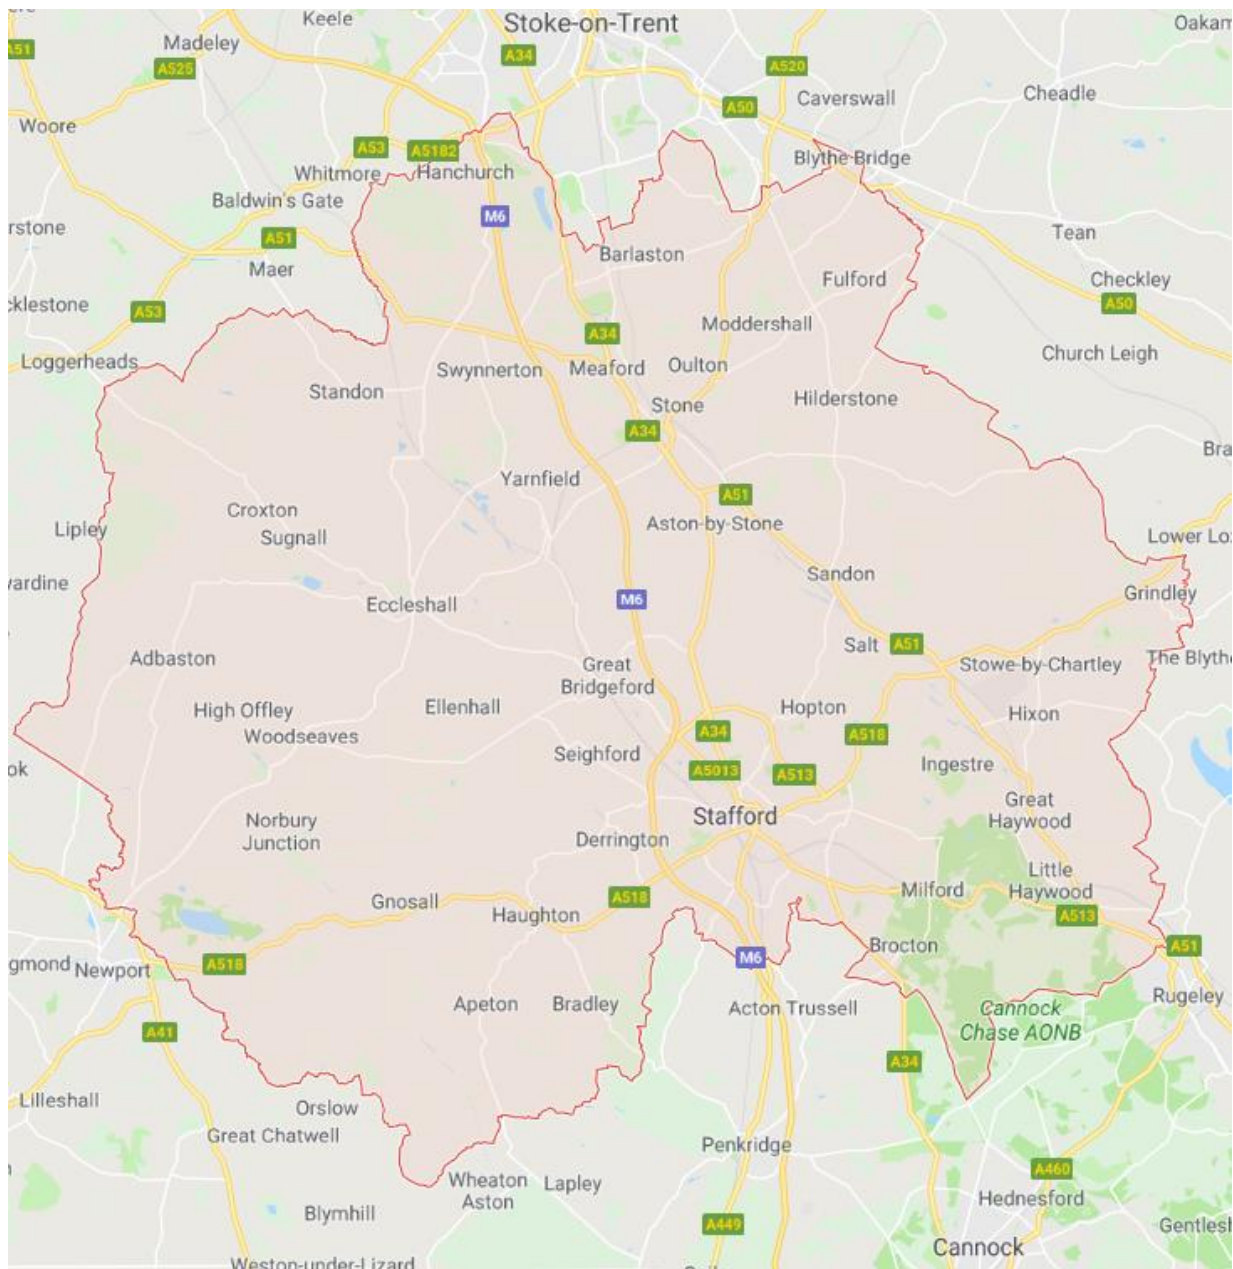 Keele
Stoke-on-Trent
Oakam
Madeley
A51
A34
A525
A520
Cheadle
Caverswall
A50
Woore
A53
A5182
Blythe Bridge
Whitmore
Hanchurch
Baldwin's Gate
M6
rstone
A51
Tean
Barlaston
Maer
Fulford
Checkley
cklestone
A53
A50
Moddershall
A34
Church Leigh
Loggerheads
Swynnerton
Meaford
Oulton
Standon
Hilderstone
Stone
A34
Bra
Yarnfield
A51
Croxton
Aston-by-Stone
Lipley
Sugnall
Lower Lo
Sandon
vardine
Grindley
Eccleshall
M6
Salt
A51
Adbaston
Great
Bridgeford
Stowe-by-Chartley
The Blythe
High Offley
Ellenhall
Hopton
Hixon
Woodseaves
A34
A518
Seighford
ok
A5013
A513
Ingestre
Great
Haywood
Stafford
Norbury
Junction
Derrington
Little
Haywood
Milford
Gnosall
A518
Haughton
A513
Brocton
A51
gmond
Newport
A518
M6
Rugeley
Apeton
Bradley
Acton Trussell
Cannock
Chase AONB
A41
A34
Lilleshall
Orslow
Great Chatwell
Penkridge
A460
Wheaton
Aston
Lapley
Hednesford
Blymhill
A449
Gentlesh
Cannock
Weston-under-Lizard